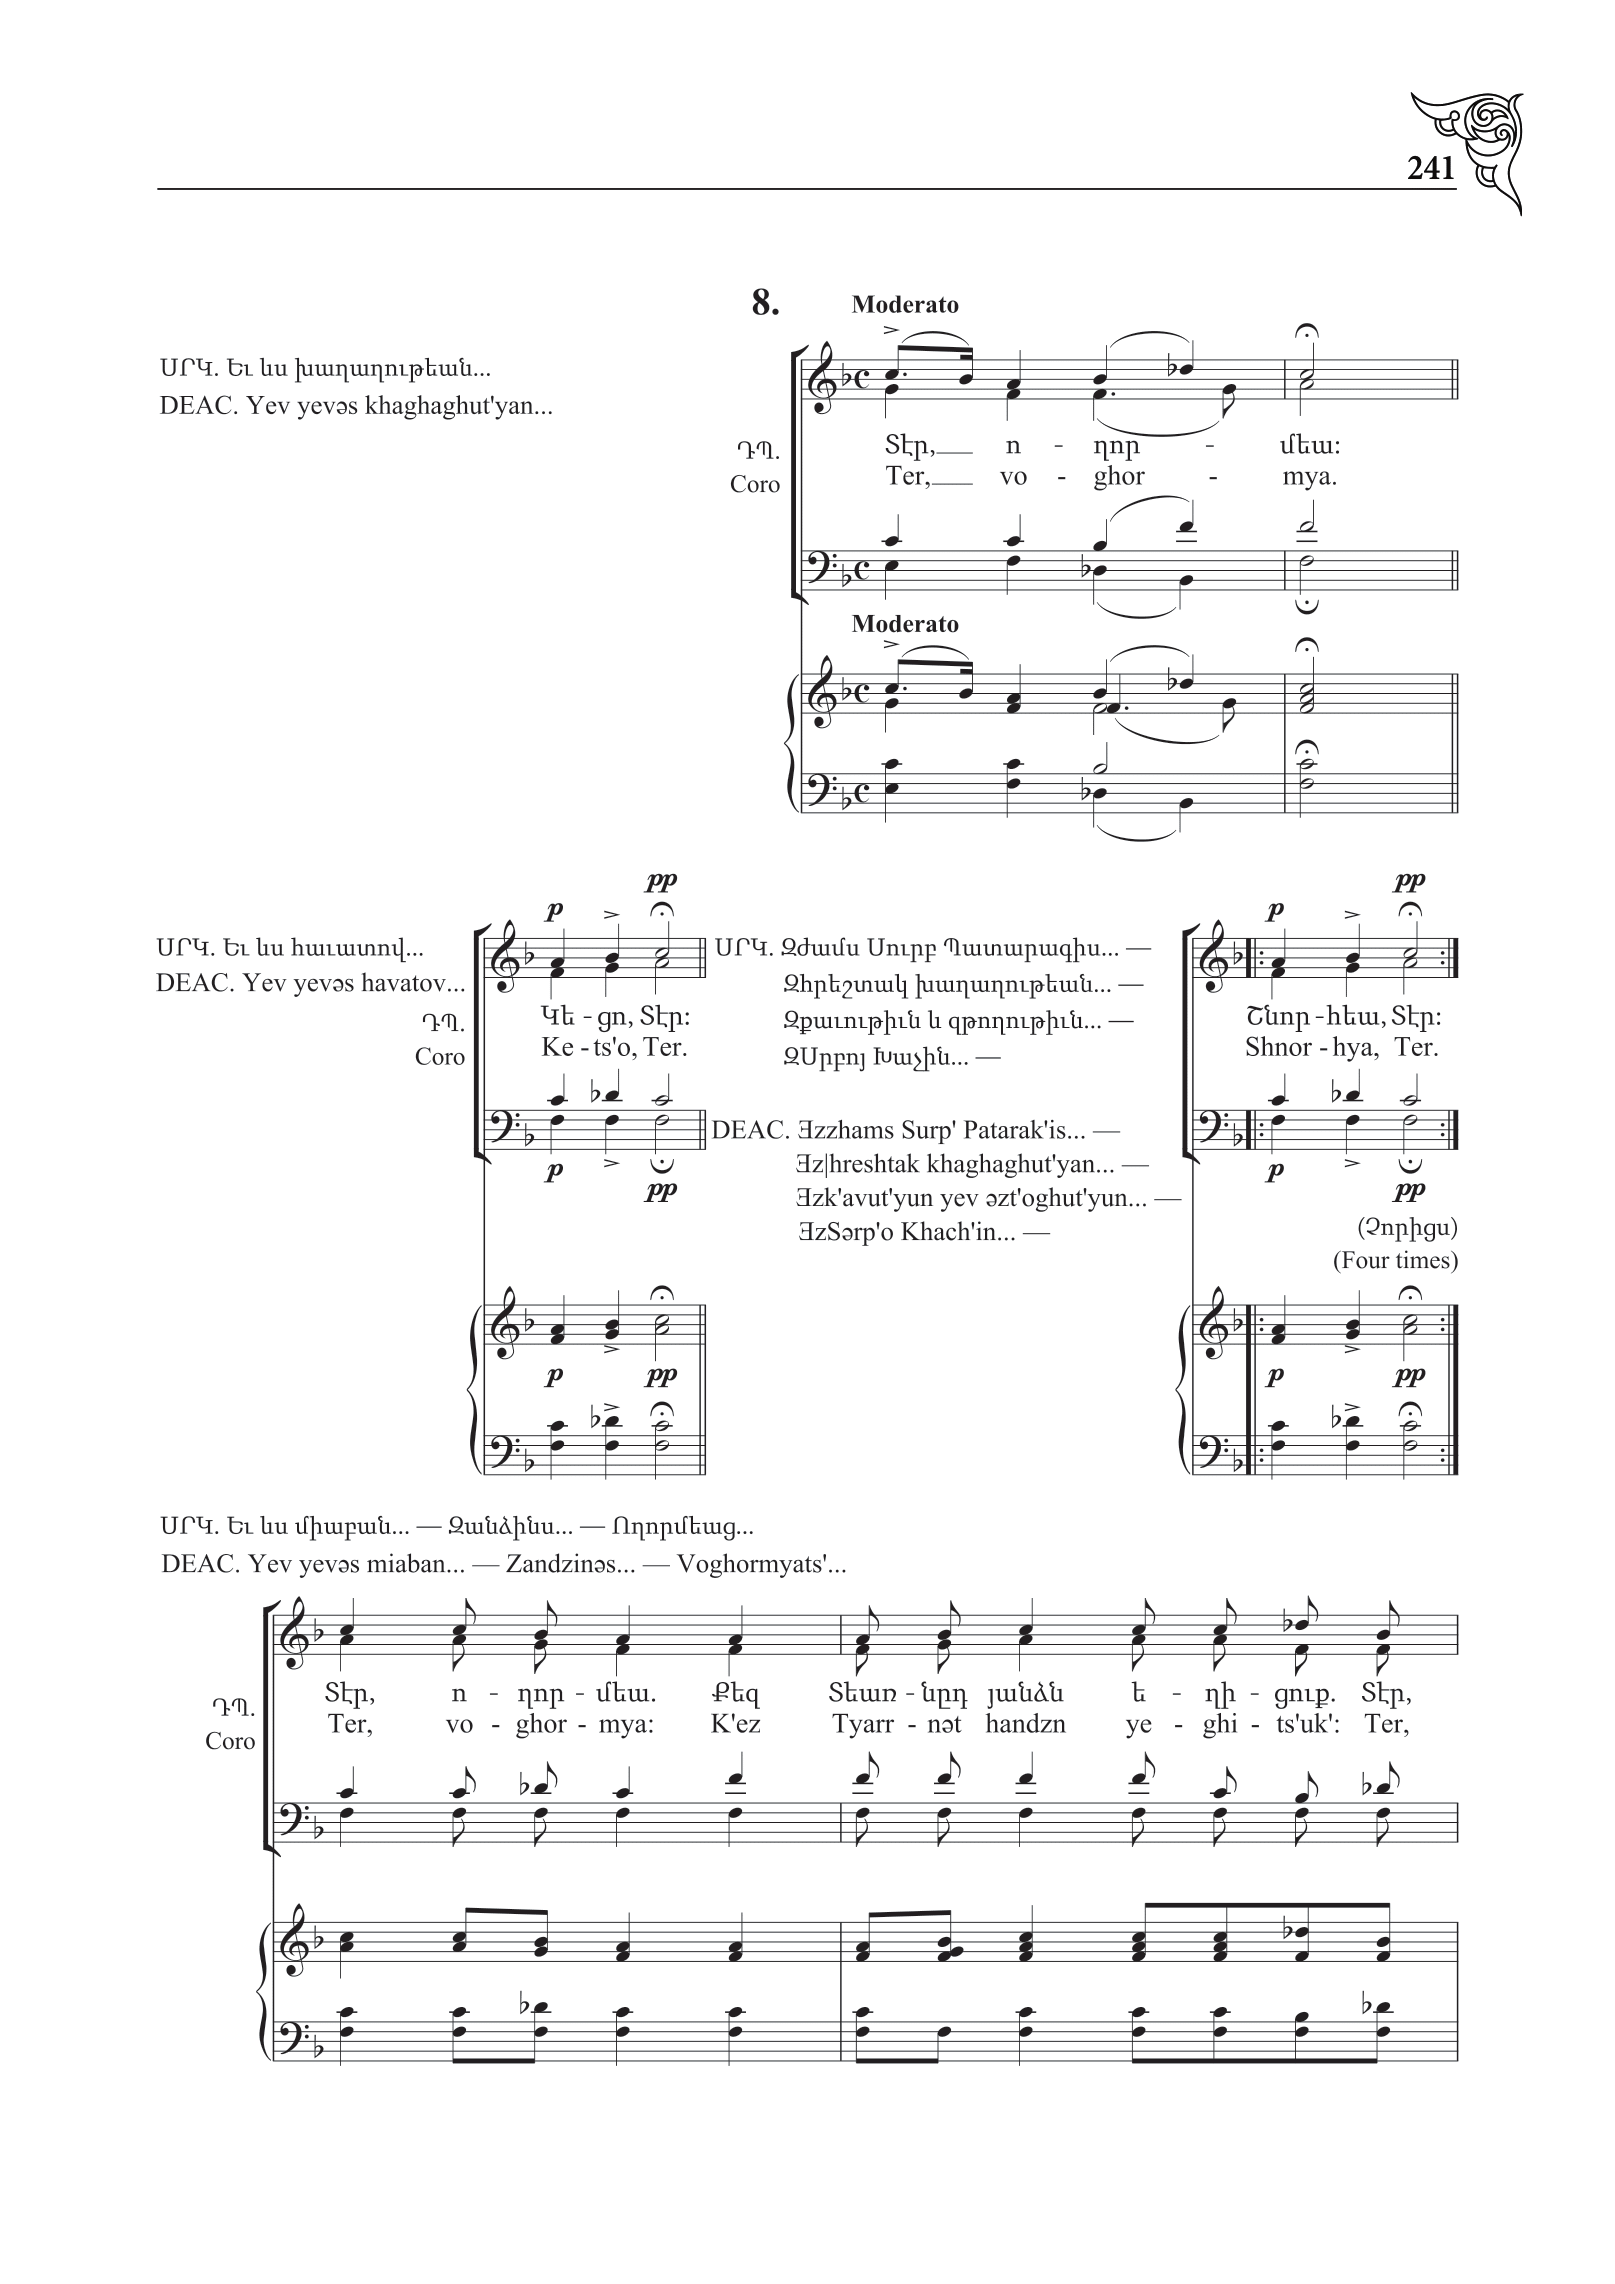 241
8. Moderato
ՍՐԿ. Եւ ևս խաղաղութեան...
DEAC. Yev yevəs khaghaghut'yan...
ԴՊ. Տէր, ո - ղոր - մեա:
Coro Ter, vo - ghor - mya.
Moderato
p pp
ՍՐԿ. Եւ ևս հաւատով...
DEAC. Yev yevəs havatov...
ԴՊ. Կե - ցո, Տէր:
Coro Ke - ts'o, Ter.
p pp
p pp
ՍՐԿ. Զժամս Սուրբ Պատարագիս... —
Զհրեշտակ խաղաղութեան... —
Զքաւութիւն և զթողութիւն... —
ԶՍրբոյ Խաչին... —
DEAC. Ǝzzhams Surp' Patarak'is... —
Ǝz|hreshtak khaghaghut'yan... —
Ǝzk'avut'yun yev əzt'oghut'yun... —
ƎzSərp'o Khach'in... —
p pp
Շնոր - հեա, Տէր:
Shnor - hya, Ter.
p pp
(Չորիցս)
(Four times)
p pp
ՍՐԿ. Եւ ևս միաբան... — Զանձինս... — Ողորմեաց...
DEAC. Yev yevəs miaban... — Zandzinəs... — Voghormyats'...
ԴՊ. Տէր, ո - ղոր - մեա. Քեզ Տեառ - նըդ յանձն ե - ղի - ցուք. Տէր,
Coro Ter, vo - ghor - mya: K'ez Tyarr - nət handzn ye - ghi - ts'uk': Ter,